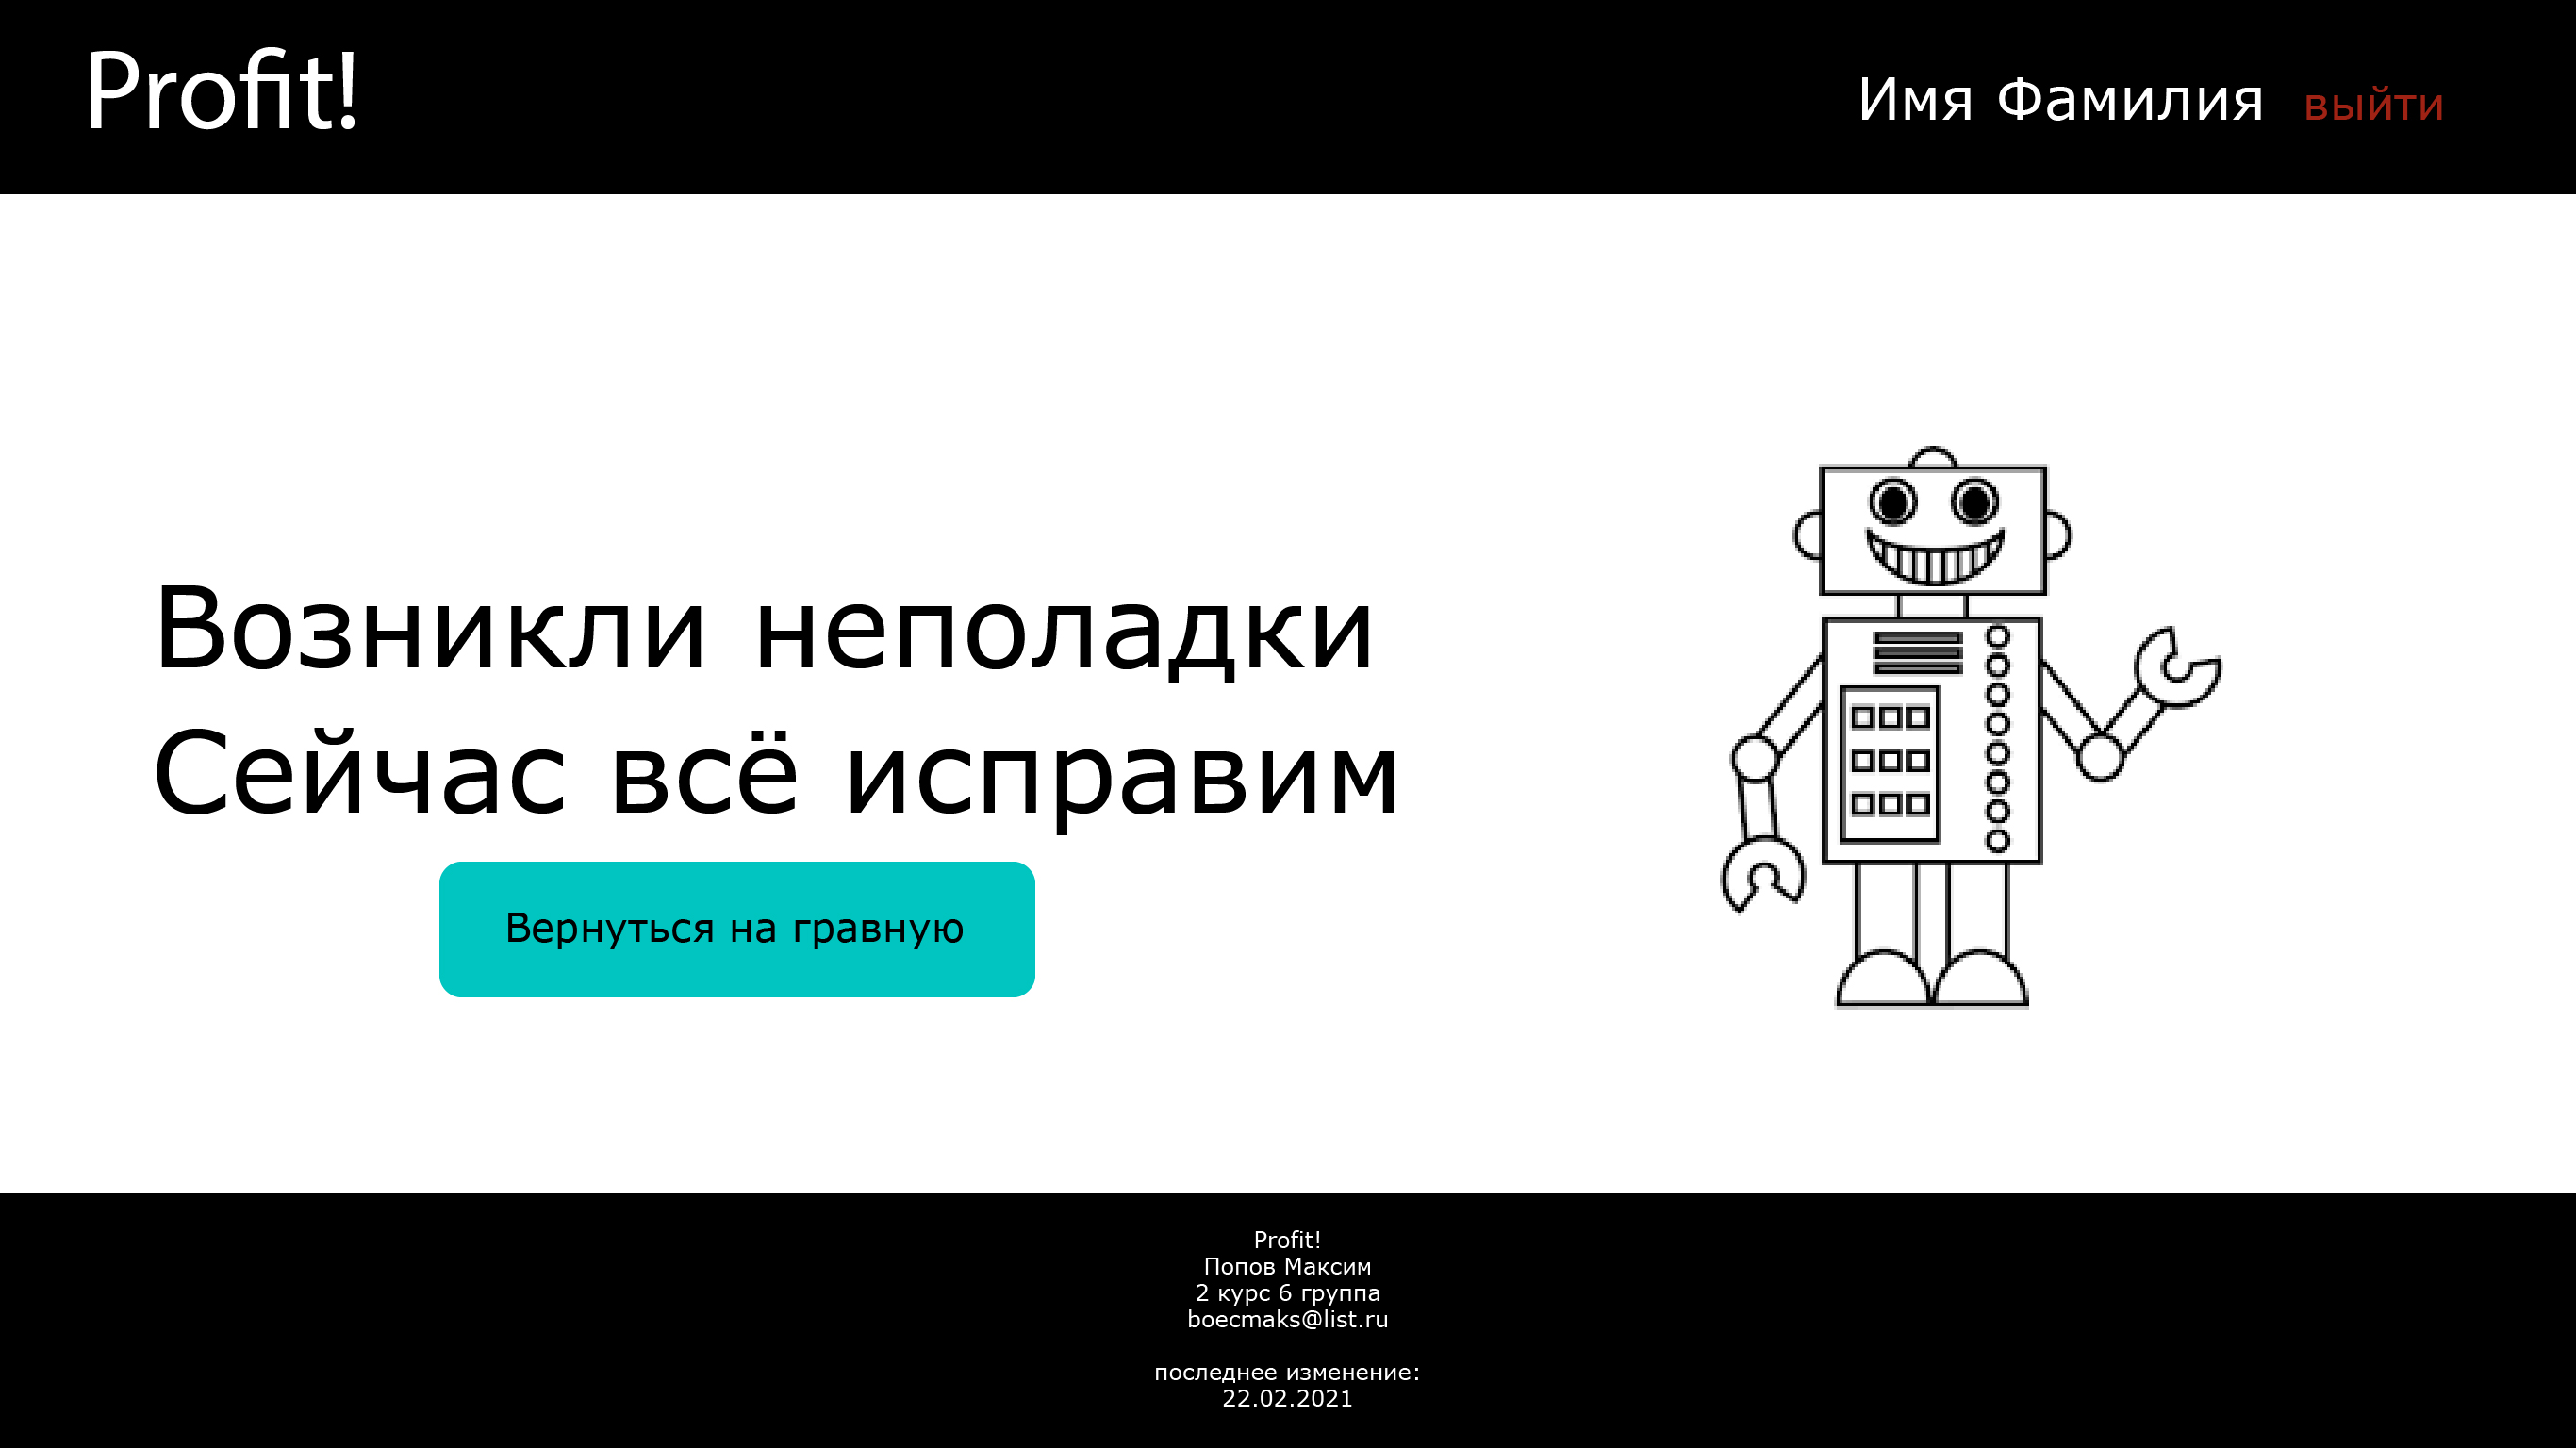 Profit!
Имя Фамилия выйти
Возникли неполадки
Сейчас всё исправим
Вернуться на гравную
Profit!
Попов Максим
2 курс 6 группа
boecmaks@list.ru
последнее изменение:
22.02.2021